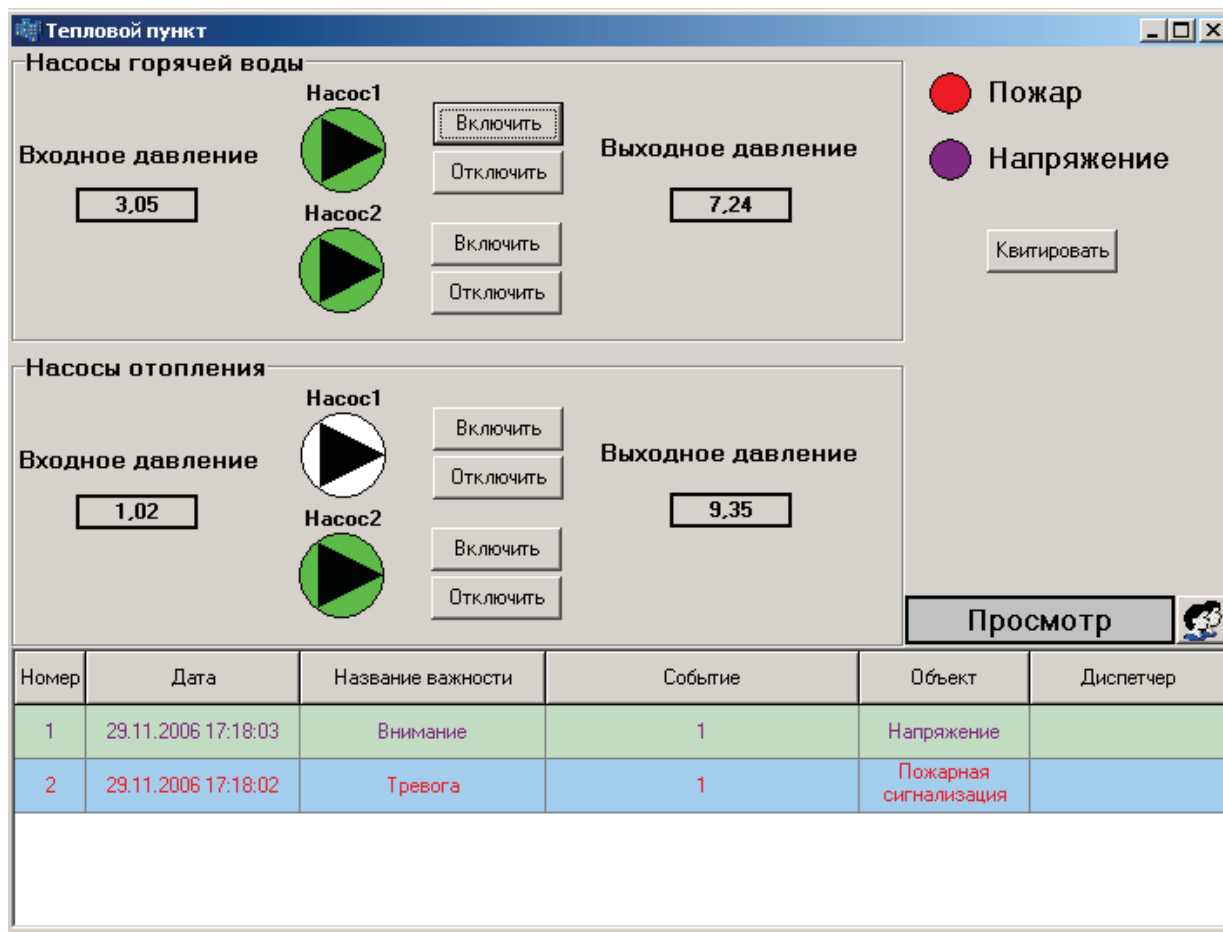 Тепловой пункт
Насосы горячей воды
Насос1
Включить
Отключить
Входное давление
3,05
Выходное давление
7,24
Насос2
Включить
Отключить
Пожар
Напряжение
Квитировать
Насосы отопления
Насос1
Включить
Отключить
Входное давление
1,02
Выходное давление
9,35
Насос2
Включить
Отключить
Просмотр
Номер Дата Название важности Событие Объект Диспетчер
1 29.11.2006 17:18:03 Внимание 1 Напряжение
2 29.11.2006 17:18:02 Тревога 1 Пожарная
сигнализация